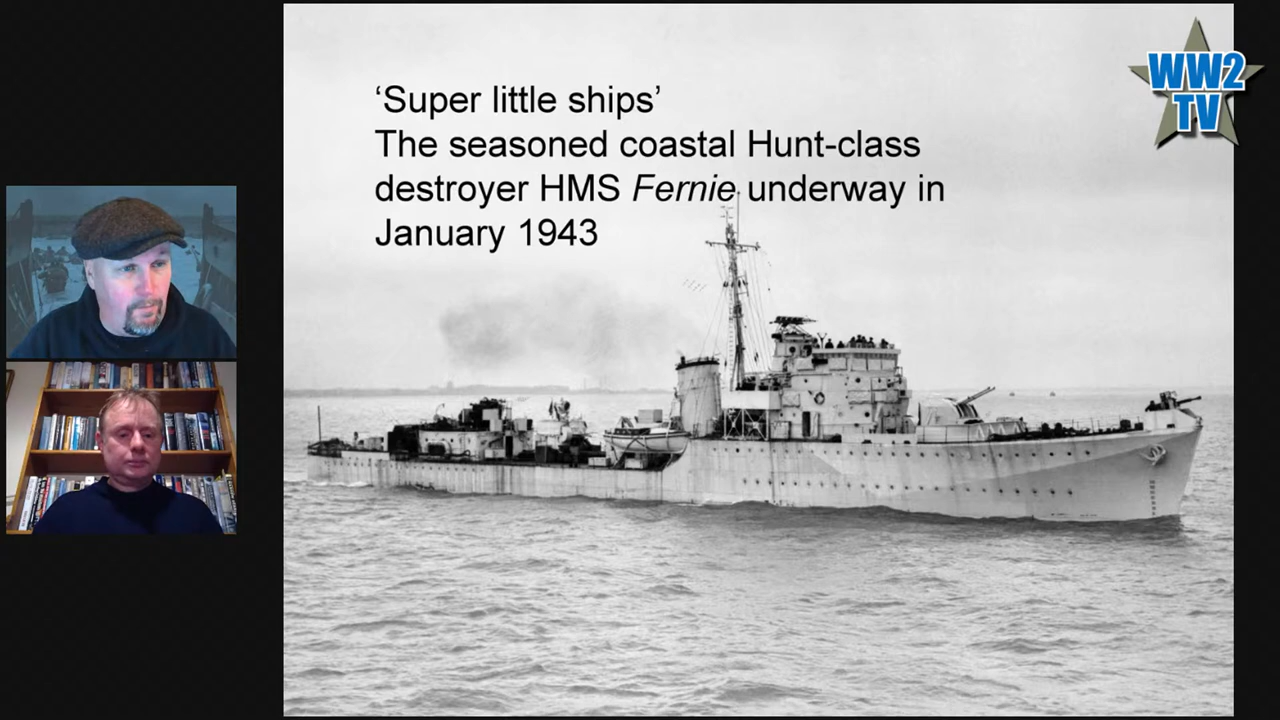 ‘Super little ships’
The seasoned coastal Hunt-class
destroyer HMS Fernie underway in
January 1943
WW2
TV